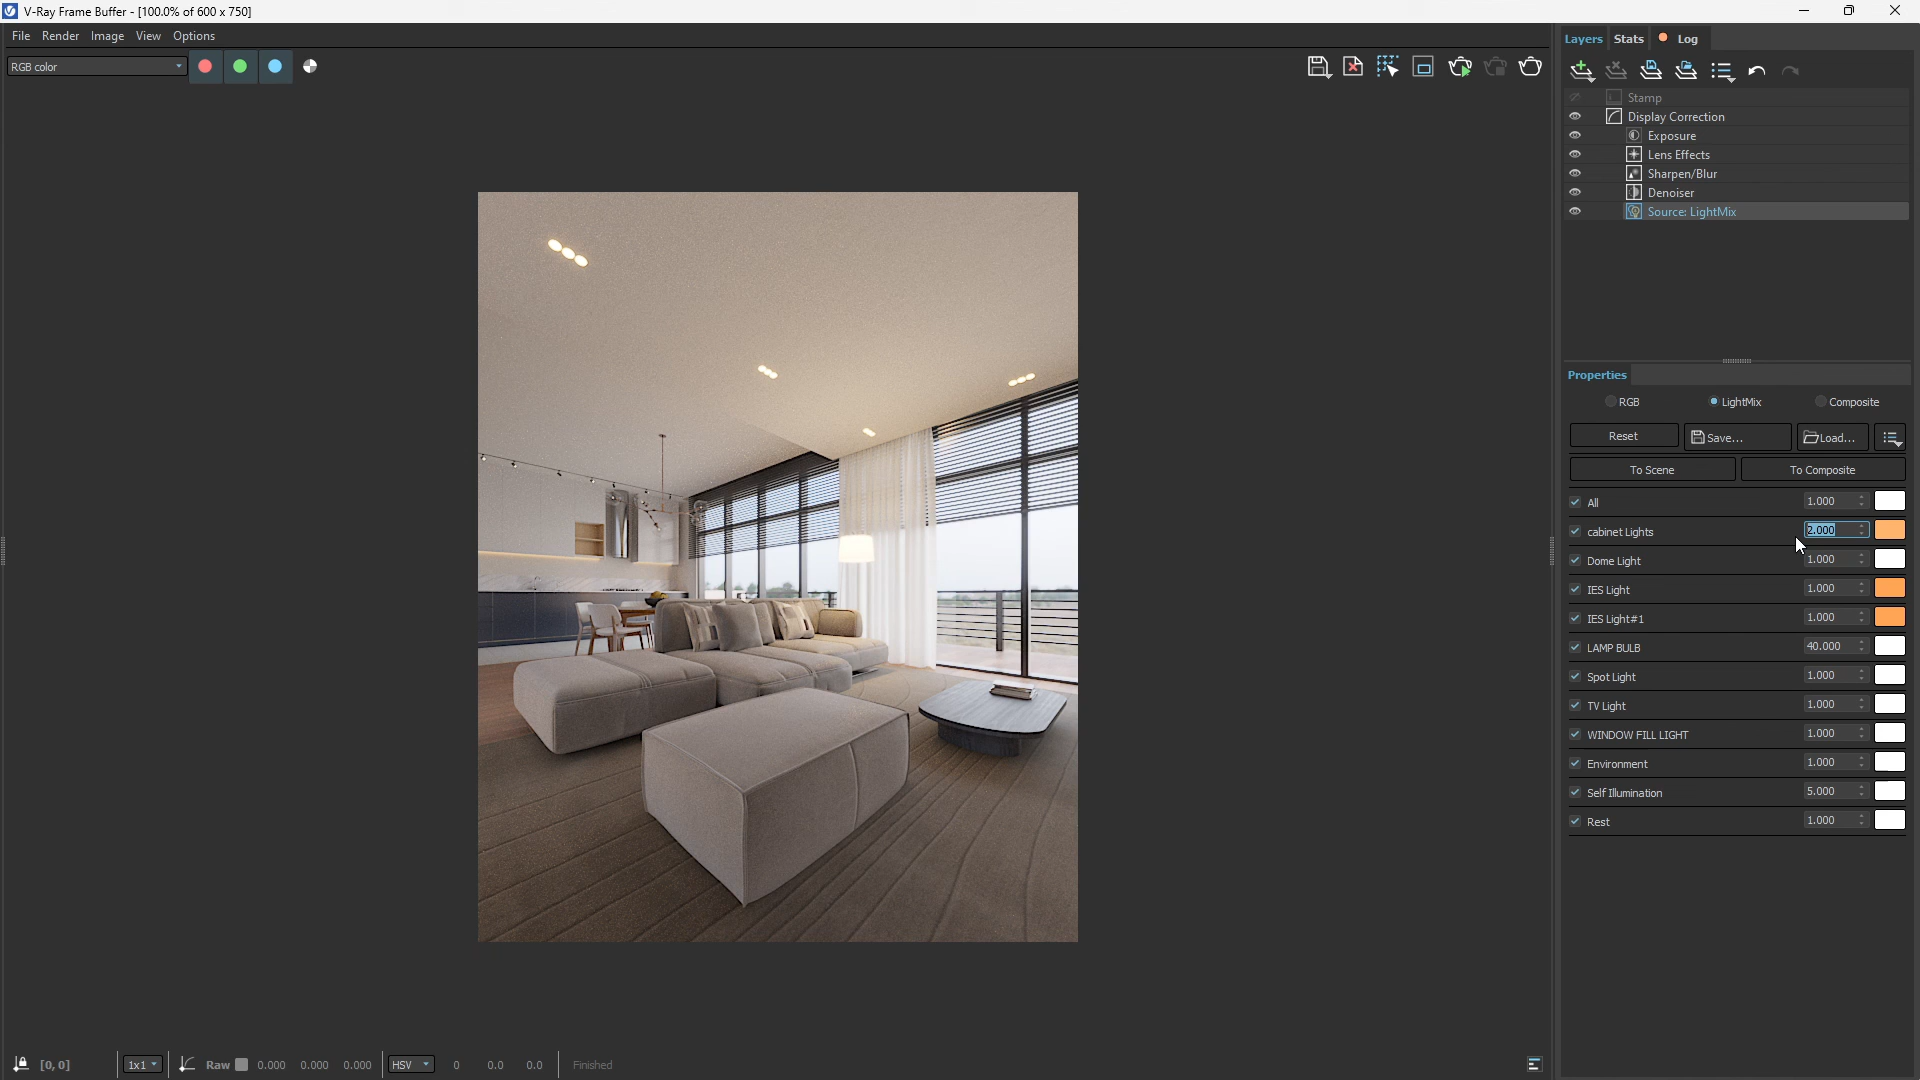 V-Ray Frame Buffer - [100.0% of 600 x 750]
File Render Image View Options
RGB color
Layers Stats Log
Stamp
Display Correction
Exposure
Lens Effects
Sharpen/Blur
Denoiser
Source: LightMix
Properties
RGB LightMix Composite
Reset Save... Load...
To Scene To Composite
All 1.000
cabinet Lights 2.000
Dome Light 1.000
IES Light 1.000
IES Light#1 1.000
LAMP BULB 40.000
Spot Light 1.000
TV Light 1.000
WINDOW FILL LIGHT 1.000
Environment 1.000
Self Illumination 5.000
Rest 1.000
[0, 0] 1x1 Raw 0.000 0.000 0.000 HSV 0 0.0 0.0 Finished